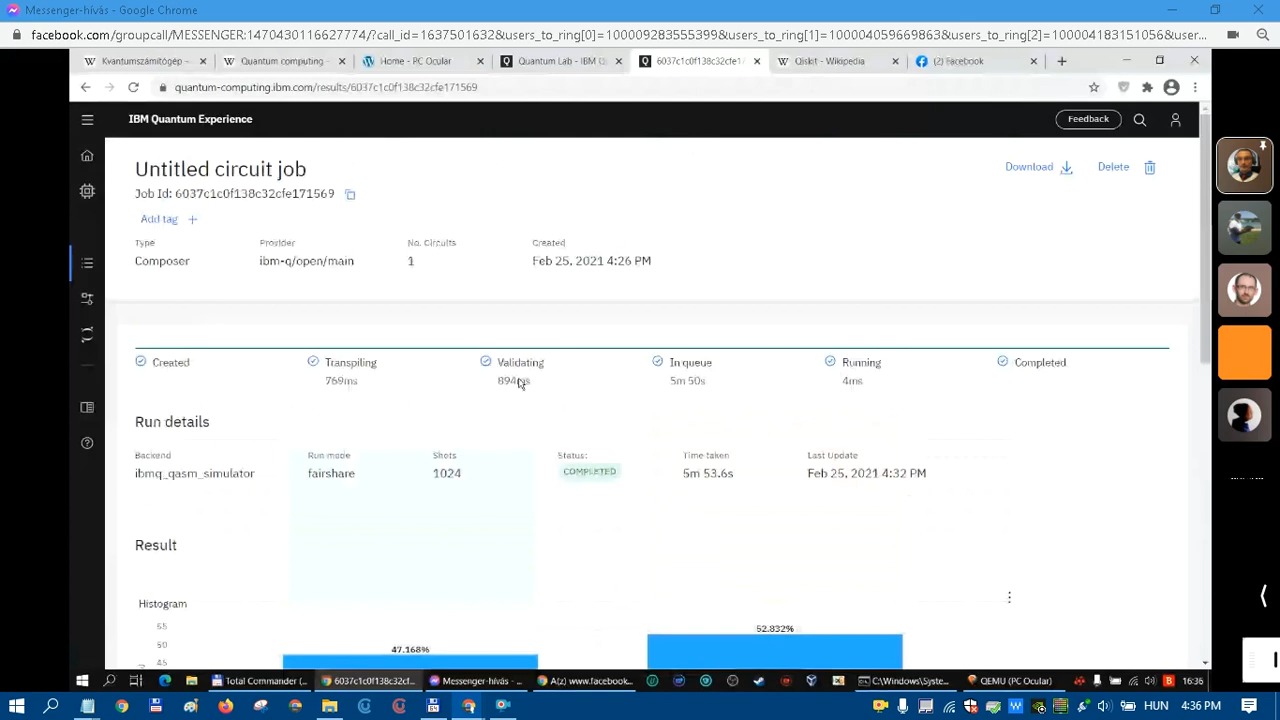 Messenger-hívás - Google Chrome
facebook.com/groupcall/MESSENGER:1470430116627774/?call_id=1637501632&users_to_ring[0]=100009283555399&users_to_ring[1]=100004059669863&users_to_ring[2]=100004183151056&us...
Kvantumszámítógép –
Quantum computing -
Home - PC Ocular
Quantum Lab - IBM Q
6037c1c0f138c32cfe1
Qiskit - Wikipedia
(2) Facebook
quantum-computing.ibm.com/results/6037c1c0f138c32cfe171569
IBM Quantum Experience
Feedback
Untitled circuit job
Download
Delete
Job Id: 6037c1c0f138c32cfe171569
Add tag +
Type
Provider
No. Circuits
Created
Composer
ibm-q/open/main
1
Feb 25, 2021 4:26 PM
Created
Transpiling
Validating
In queue
Running
Completed
769ms
894ms
5m 50s
4ms
Run details
Backend
Run mode
Shots
Status:
Time taken
Last Update
ibmq_qasm_simulator
fairshare
1024
COMPLETED
5m 53.6s
Feb 25, 2021 4:32 PM
Result
Histogram
55
50
45
47.168%
52.832%
Total Commander (...
6037c1c0f138c32cf...
Messenger-hívás - ...
A(z) www.facebook...
C:\Windows\Syste...
QEMU (PC Ocular)
16:36
HUN
4:36 PM